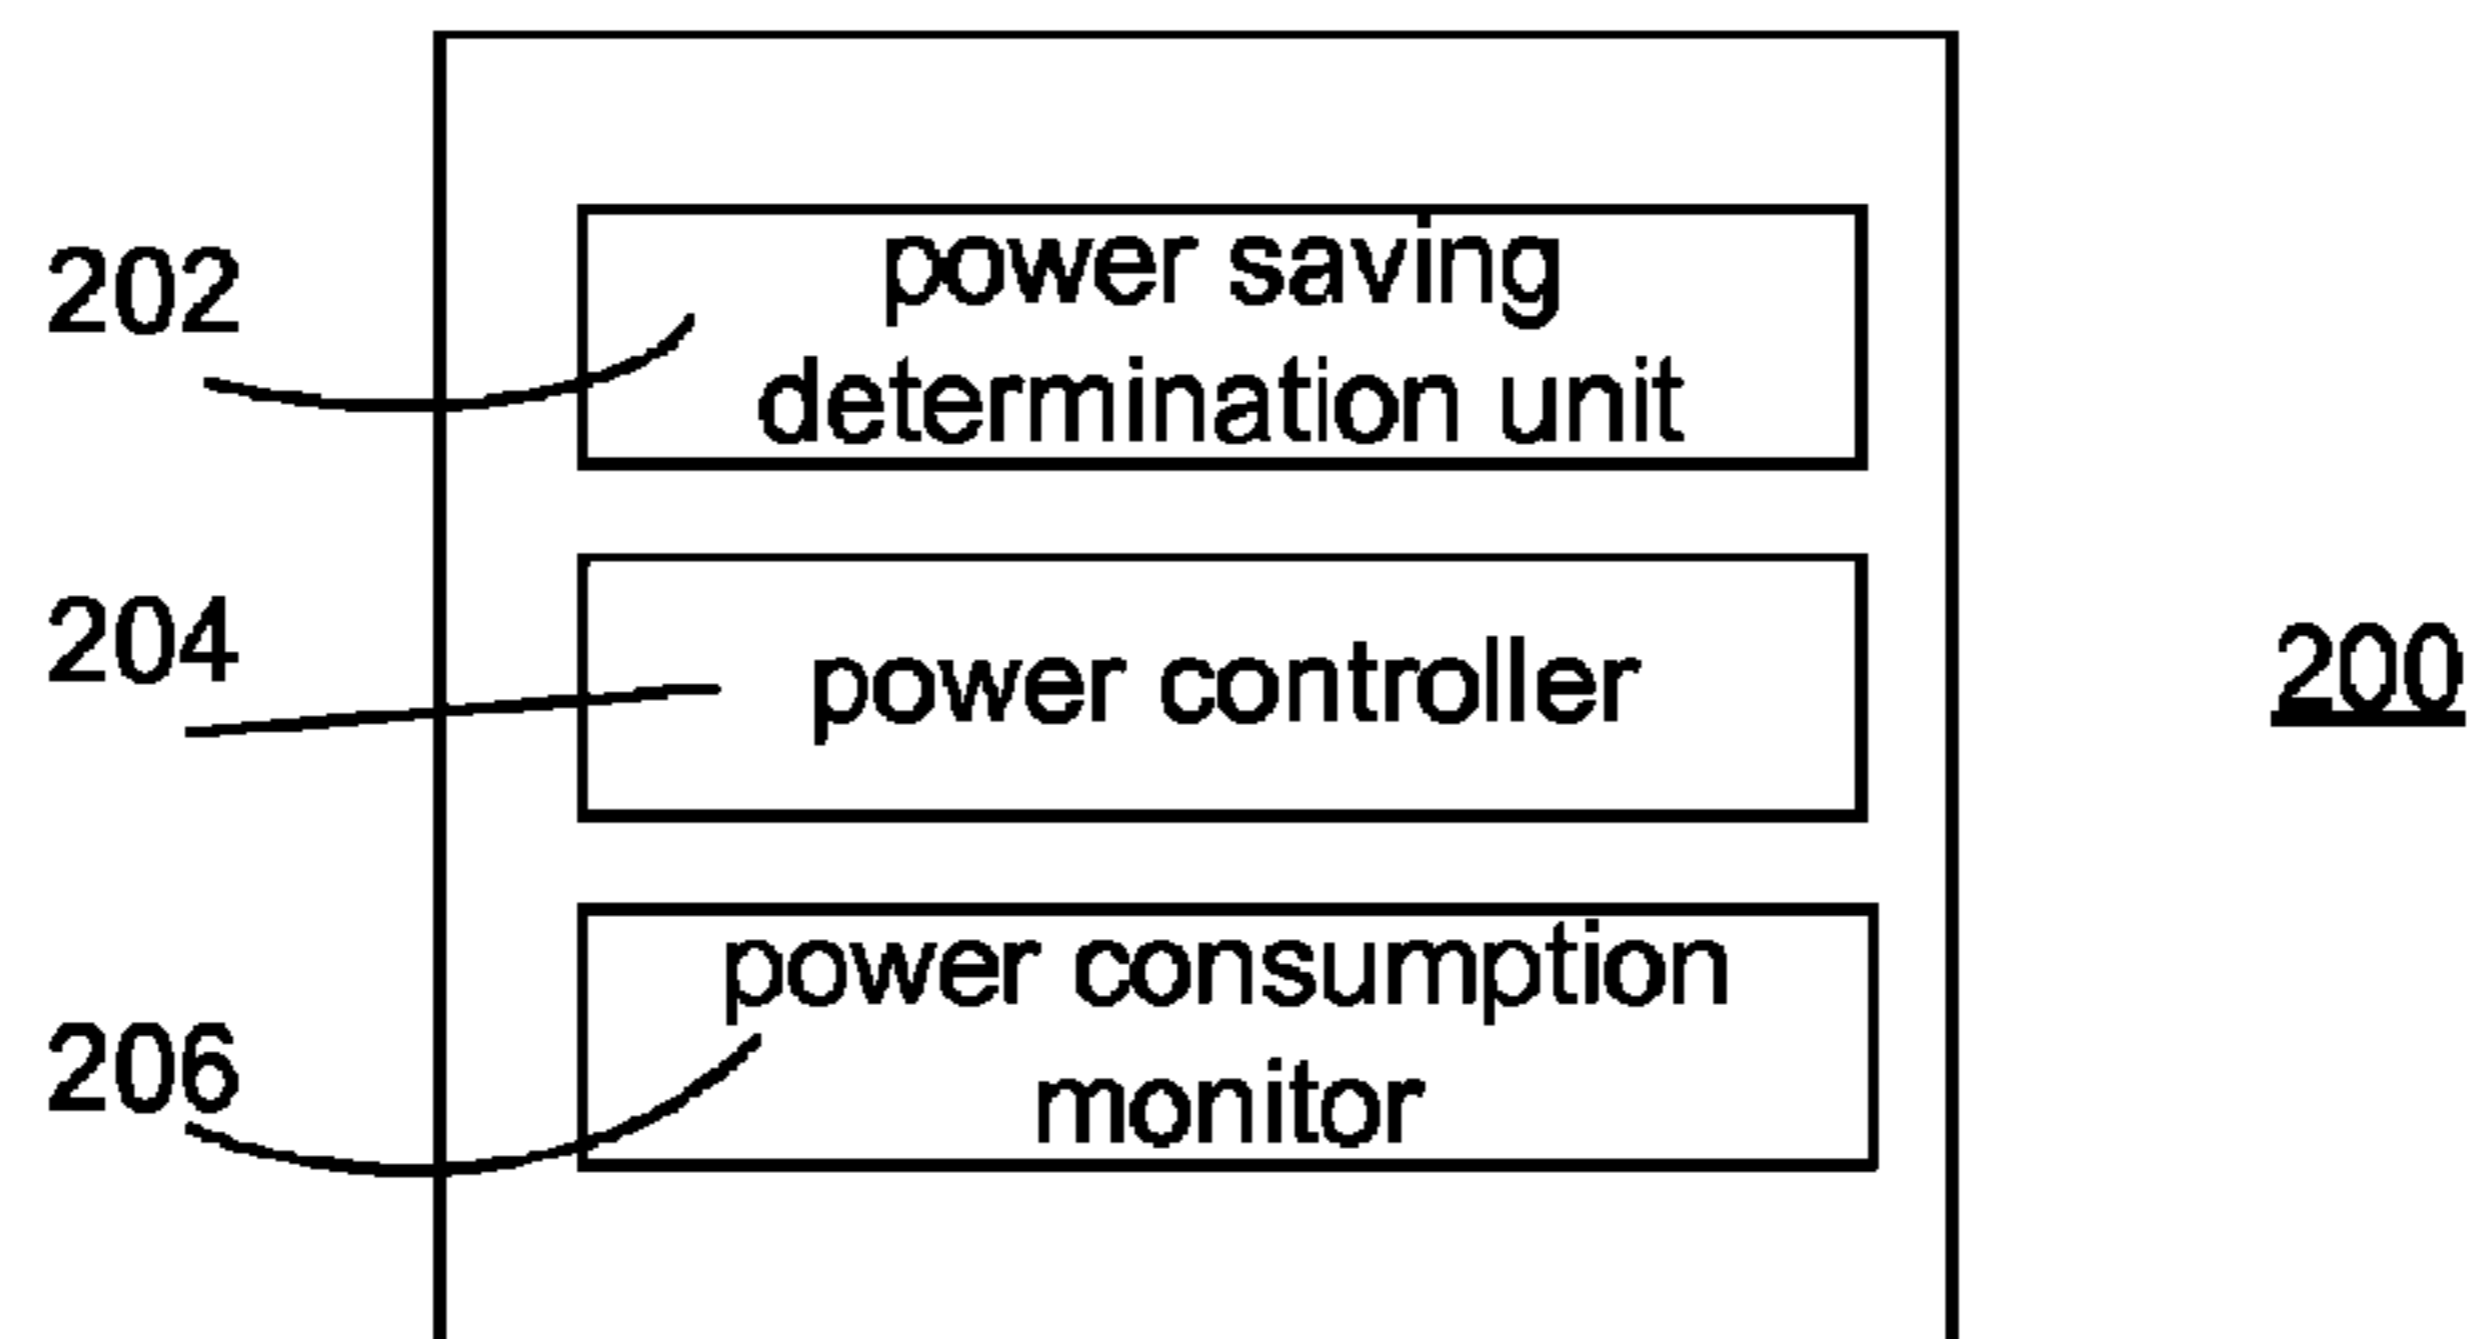 202
power saving
determination unit
204
power controller
200
206
power consumption
monitor